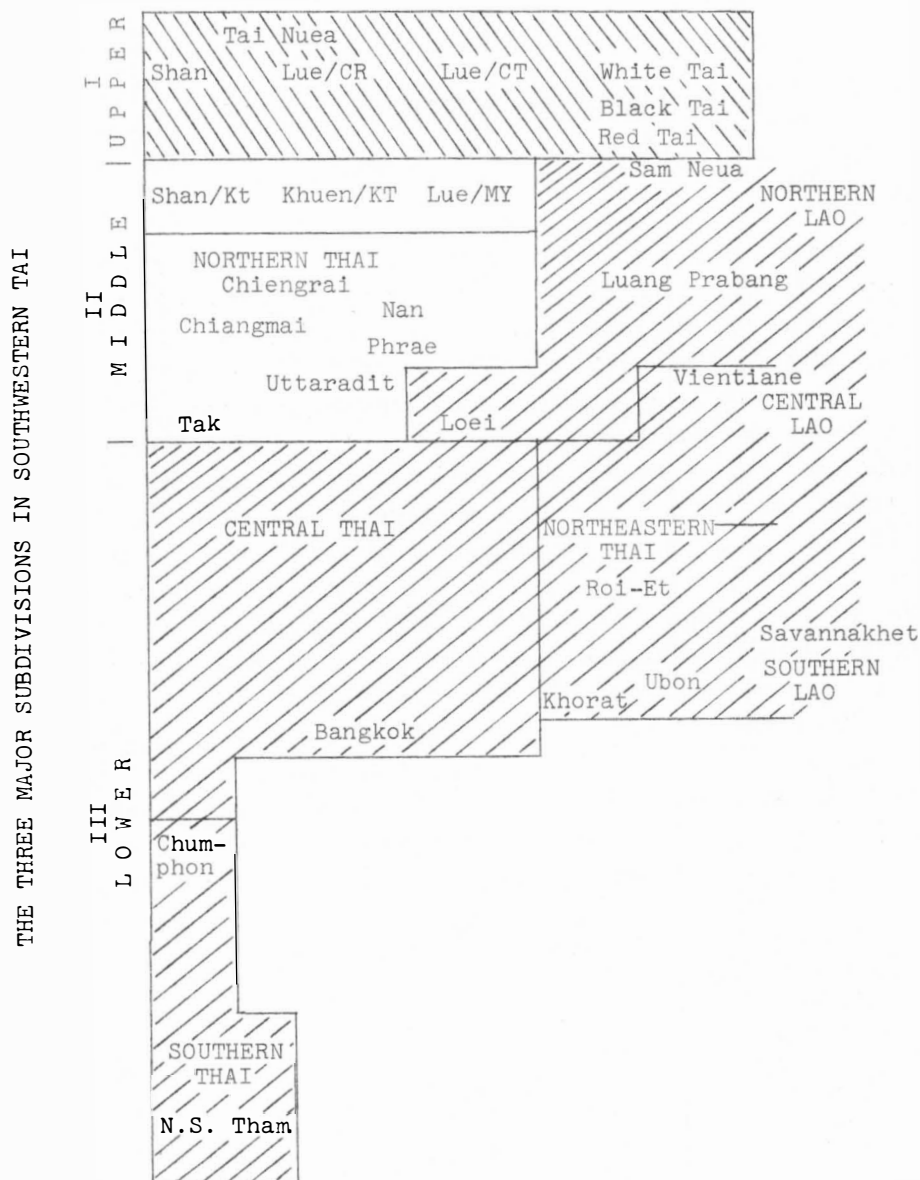 THE THREE MAJOR SUBDIVISIONS IN SOUTHWESTERN TAI
I
UPPER
Tai Nuea
Shan Lue/CR Lue/CT White Tai
Black Tai
Red Tai
II
MIDDLE
Sam Neua
Shan/Kt Khuen/KT Lue/MY
NORTHERN
LAO
NORTHERN THAI
Chiengrai
Luang Prabang
Nan
Chiangmai
Phrae
Uttaradit
Vientiane
CENTRAL
LAO
Tak
Loei
III
LOWER
CENTRAL THAI
NORTHEASTERN
THAI
Roi-Et
Savannakhet
Ubon
SOUTHERN
LAO
Khorat
Bangkok
Chum-
phon
SOUTHERN
THAI
N.S. Tham